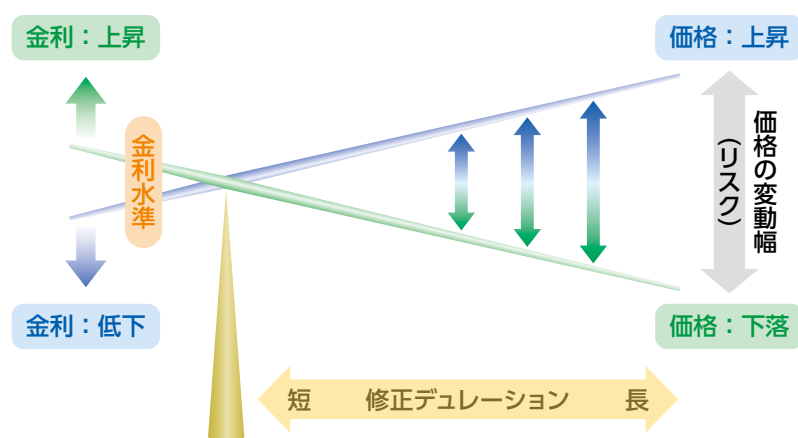 金利：上昇
価格：上昇
金利水準
価格の変動幅
（リスク）
金利：低下
価格：下落
短　修正デュレーション　長